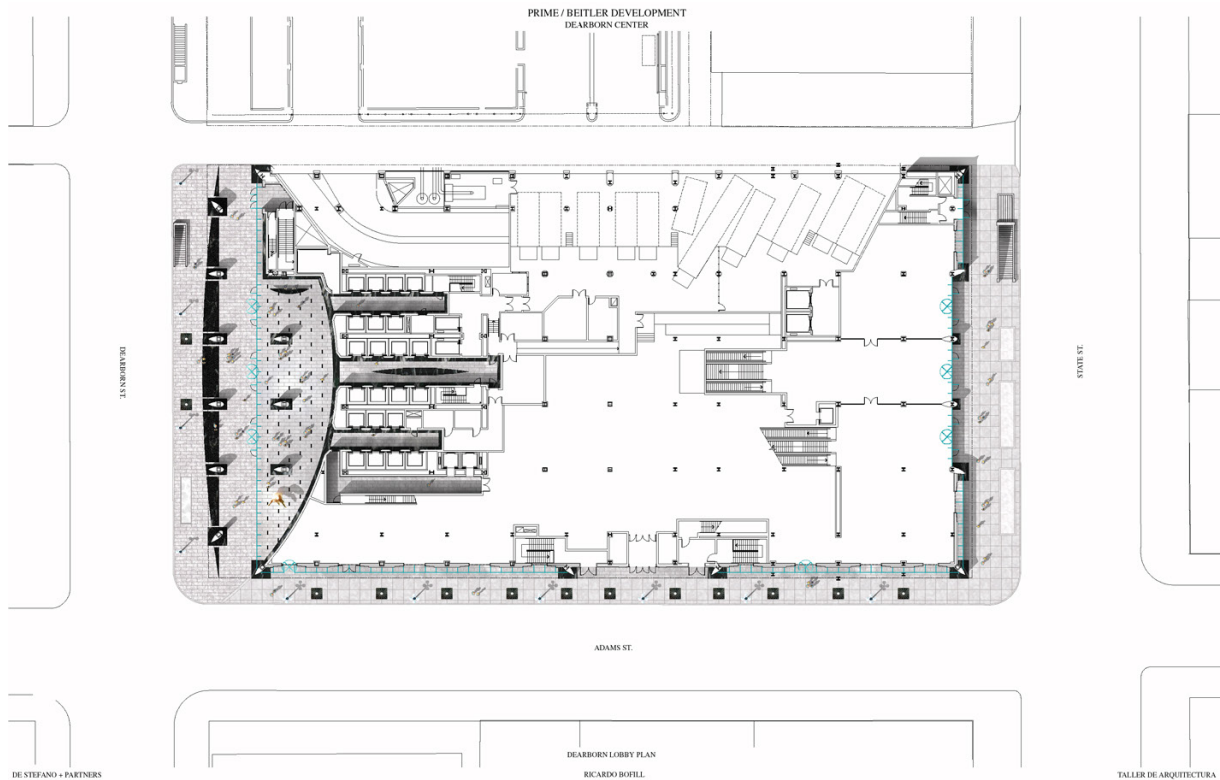 PRIME / BEITLER DEVELOPMENT
DEARBORN CENTER
DEARBORN ST.
STATE ST.
ADAMS ST.
DEARBORN LOBBY PLAN
DE STEFANO + PARTNERS
RICARDO BOFILL
TALLER DE ARQUITECTURA